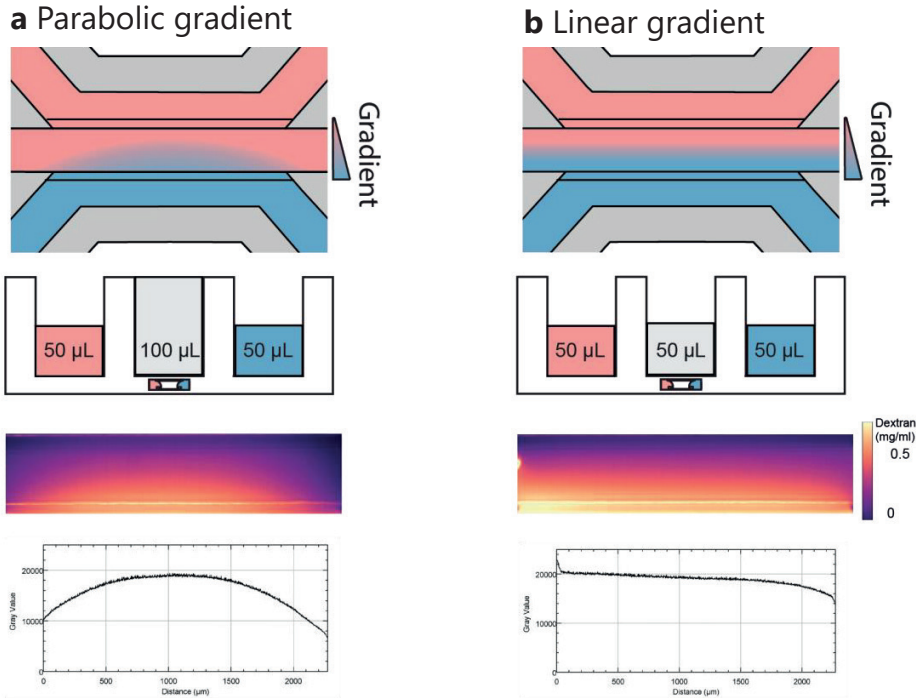 a Parabolic gradient
Gradient
50 µL
100 µL
50 µL
20000
10000
0
Gray Value
0
500
1000
1500
2000
Distance (µm)
b Linear gradient
Gradient
50 µL
50 µL
50 µL
Dextran
(mg/ml)
0.5
0
20000
10000
0
Gray Value
0
500
1000
1500
2000
Distance (µm)